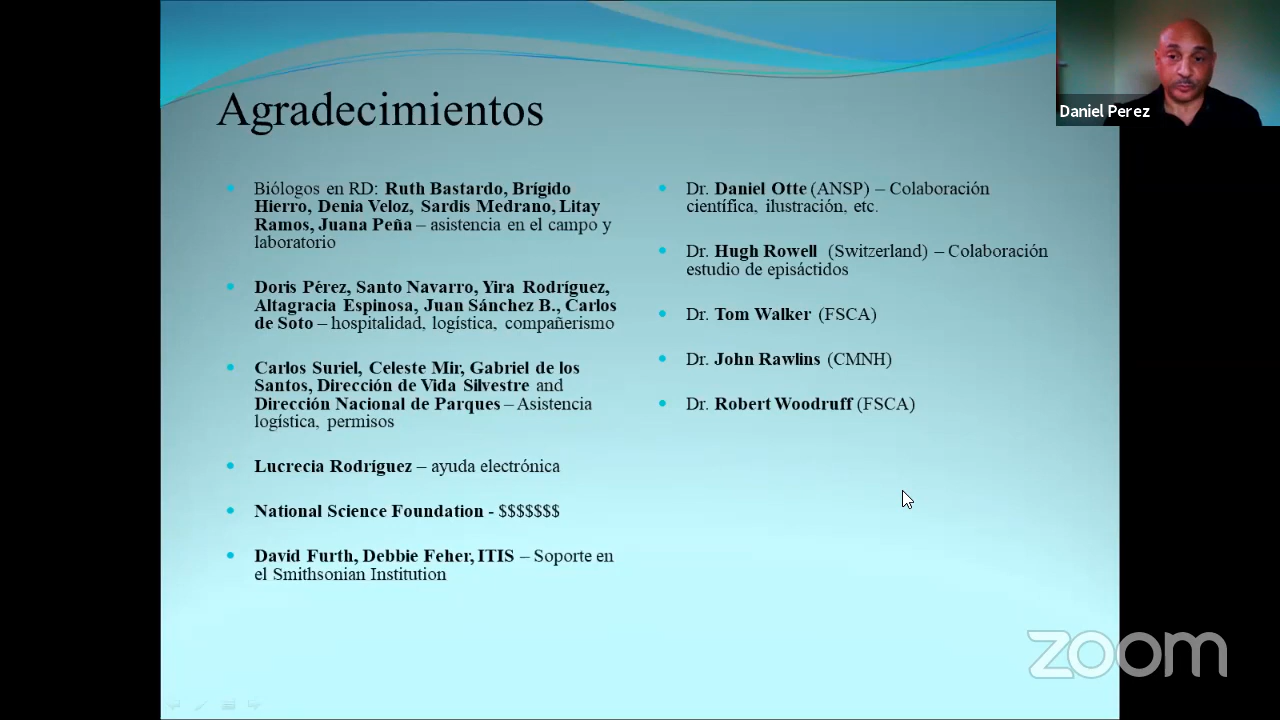 Agradecimientos
Biólogos en RD: Ruth Bastardo, Brígido
Hierro, Denia Veloz, Sardis Medrano, Litay
Ramos, Juana Peña – asistencia en el campo y
laboratorio
Doris Pérez, Santo Navarro, Yira Rodríguez,
Altagracia Espinosa, Juan Sánchez B., Carlos
de Soto – hospitalidad, logística, compañerismo
Carlos Suriel, Celeste Mir, Gabriel de los
Santos, Dirección de Vida Silvestre and
Dirección Nacional de Parques – Asistencia
logística, permisos
Lucrecia Rodríguez – ayuda electrónica
National Science Foundation - $$$$$$$
David Furth, Debbie Feher, ITIS – Soporte en
el Smithsonian Institution
Dr. Daniel Otte (ANSP) – Colaboración
científica, ilustración, etc.
Dr. Hugh Rowell (Switzerland) – Colaboración
estudio de episáctidos
Dr. Tom Walker (FSCA)
Dr. John Rawlins (CMNH)
Dr. Robert Woodruff (FSCA)
Daniel Perez
zoom